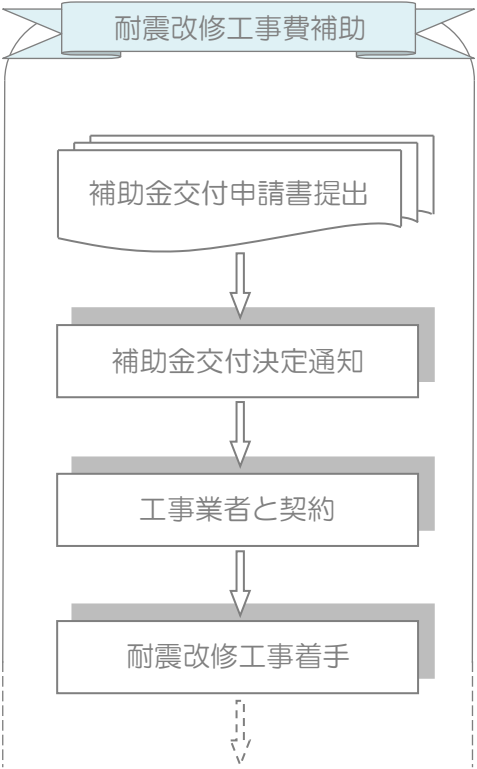 耐震改修工事費補助
補助金交付申請書提出
補助金交付決定通知
工事業者と契約
耐震改修工事着手